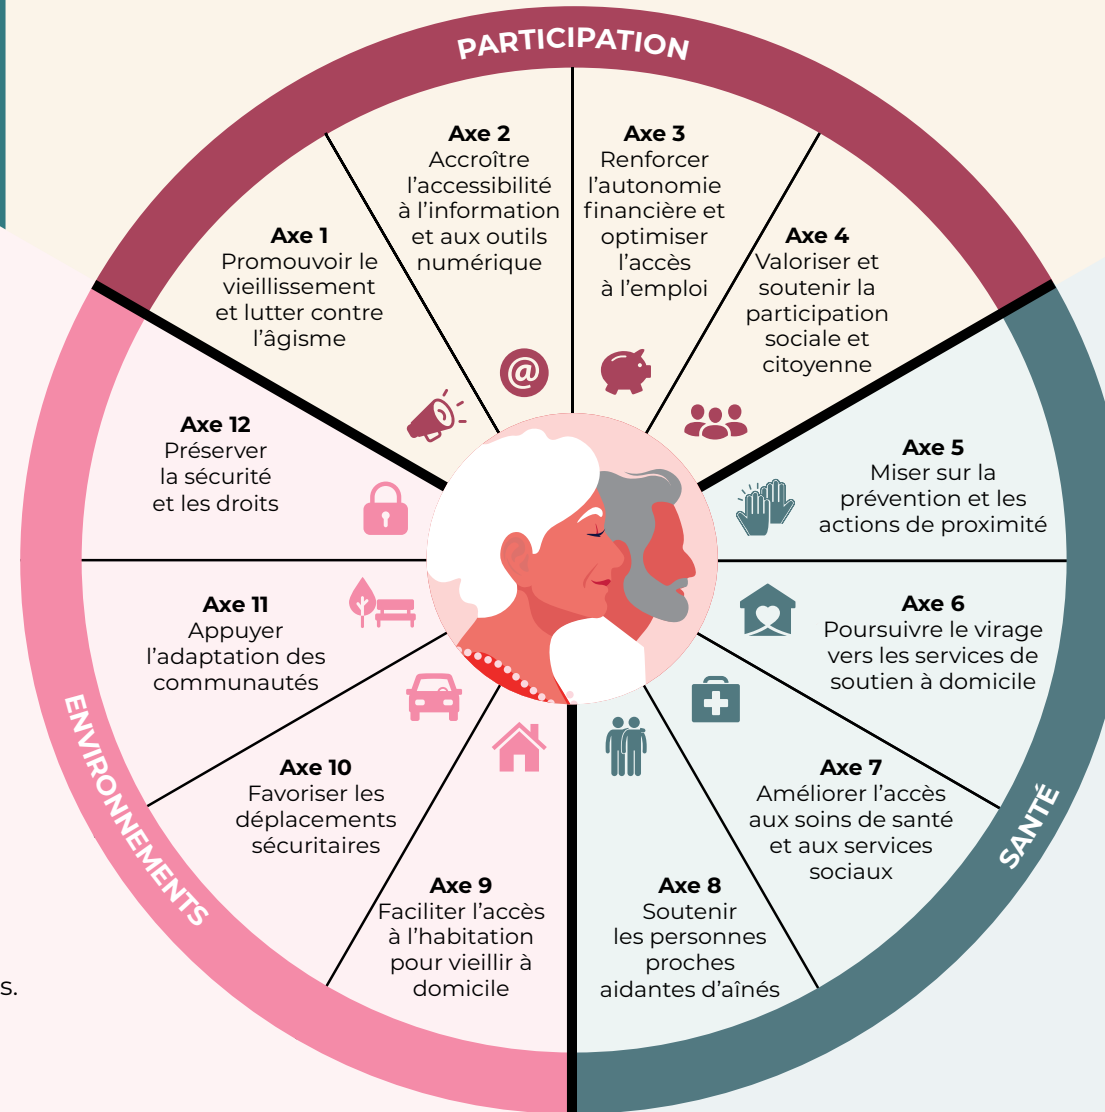 PARTICIPATION
Axe 1
Promouvoir le
vieillissement
et lutter contre
l'âgisme
Axe 2
Accroître
l'accessibilité
à l'information
et aux outils
numérique
@
Axe 3
Renforcer
l'autonomie
financière et
optimiser
l'accès
à l'emploi
Axe 4
Valoriser et
soutenir la
participation
sociale et
citoyenne
SANTÉ
Axe 5
Miser sur la
prévention et les
actions de proximité
Axe 6
Poursuivre le virage
vers les services de
soutien à domicile
Axe 7
Améliorer l'accès
aux soins de santé
et aux services
sociaux
Axe 8
Soutenir
les personnes
proches
aidantes d'aînés
ENVIRONNEMENTS
Axe 9
Faciliter l'accès
à l'habitation
pour vieillir à
domicile
Axe 10
Favoriser les
déplacements
sécuritaires
Axe 11
Appuyer
l'adaptation des
communautés
Axe 12
Préserver
la sécurité
et les droits
s.